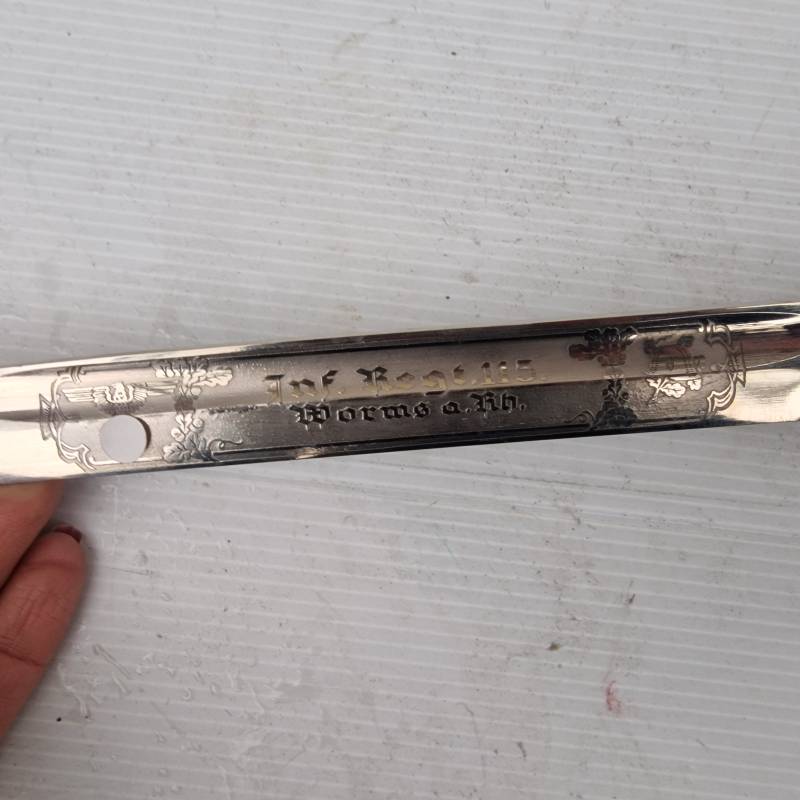 Inf. Regt. 115
Worms a. Rh.